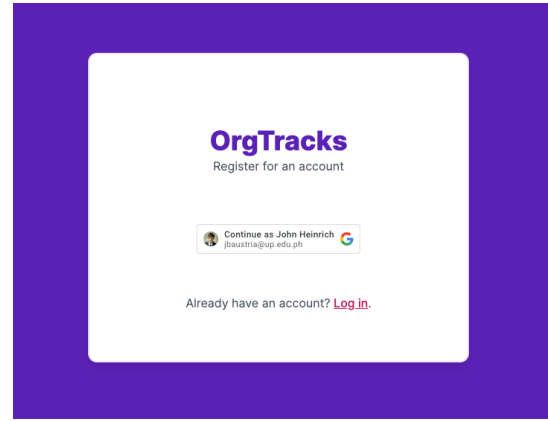 OrgTracks
Register for an account
Continue as John Heinrich
jbaustria@up.edu.ph
Already have an account? Log in.